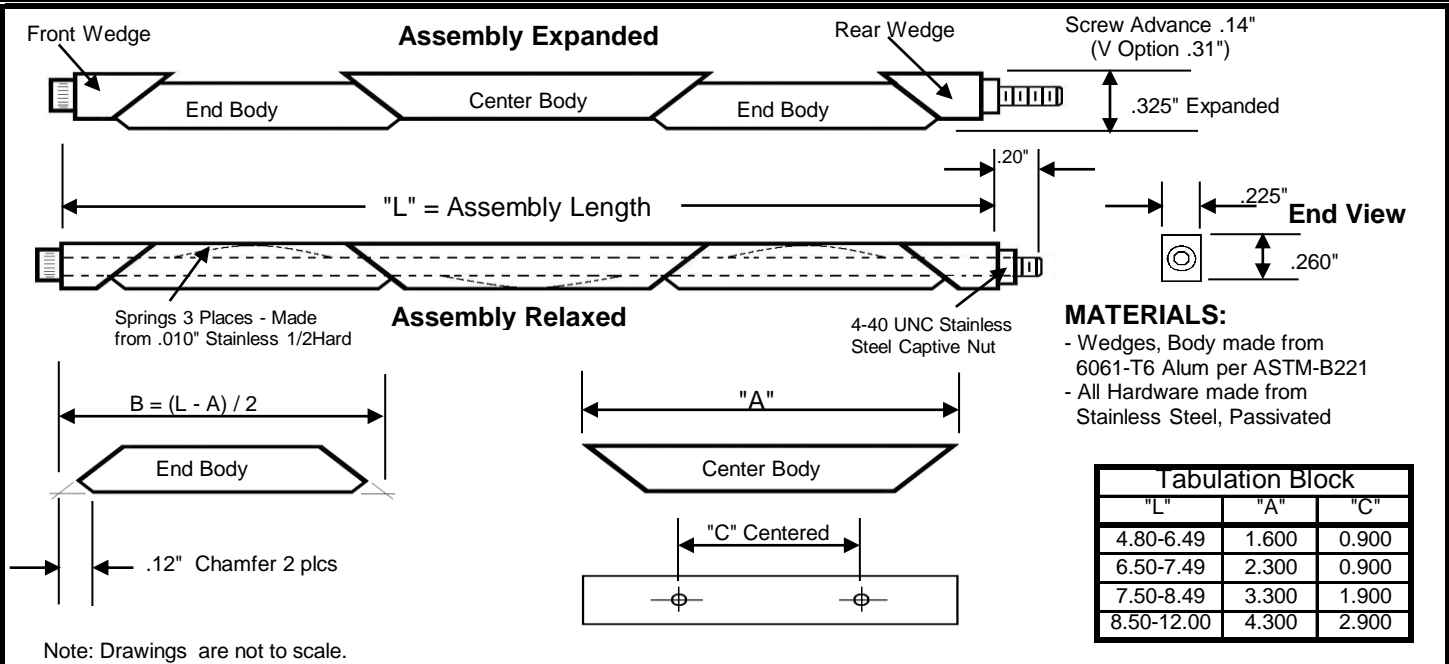 Front Wedge
Assembly Expanded
Rear Wedge
Screw Advance .14"
(V Option .31")
End Body
Center Body
End Body
.325" Expanded
.20"
"L" = Assembly Length
.225"
End View
.260"
Springs 3 Places - Made
from .010" Stainless 1/2Hard
Assembly Relaxed
4-40 UNC Stainless
Steel Captive Nut
MATERIALS:
- Wedges, Body made from
6061-T6 Alum per ASTM-B221
- All Hardware made from
Stainless Steel, Passivated
B = (L - A) / 2
"A"
End Body
Center Body
.12" Chamfer 2 plcs
"C" Centered
Tabulation Block
"L" "A" "C"
4.80-6.49 1.600 0.900
6.50-7.49 2.300 0.900
7.50-8.49 3.300 1.900
8.50-12.00 4.300 2.900
Note: Drawings are not to scale.